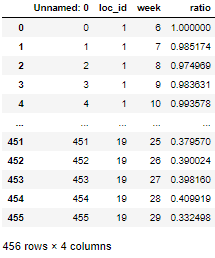 Unnamed: 0 loc_id week ratio
0 0 1 6 1.000000
1 1 1 7 0.985174
2 2 1 8 0.974969
3 3 1 9 0.983631
4 4 1 10 0.993578
... ... ... ... ...
451 451 19 25 0.379570
452 452 19 26 0.390024
453 453 19 27 0.398160
454 454 19 28 0.409919
455 455 19 29 0.332498
456 rows × 4 columns